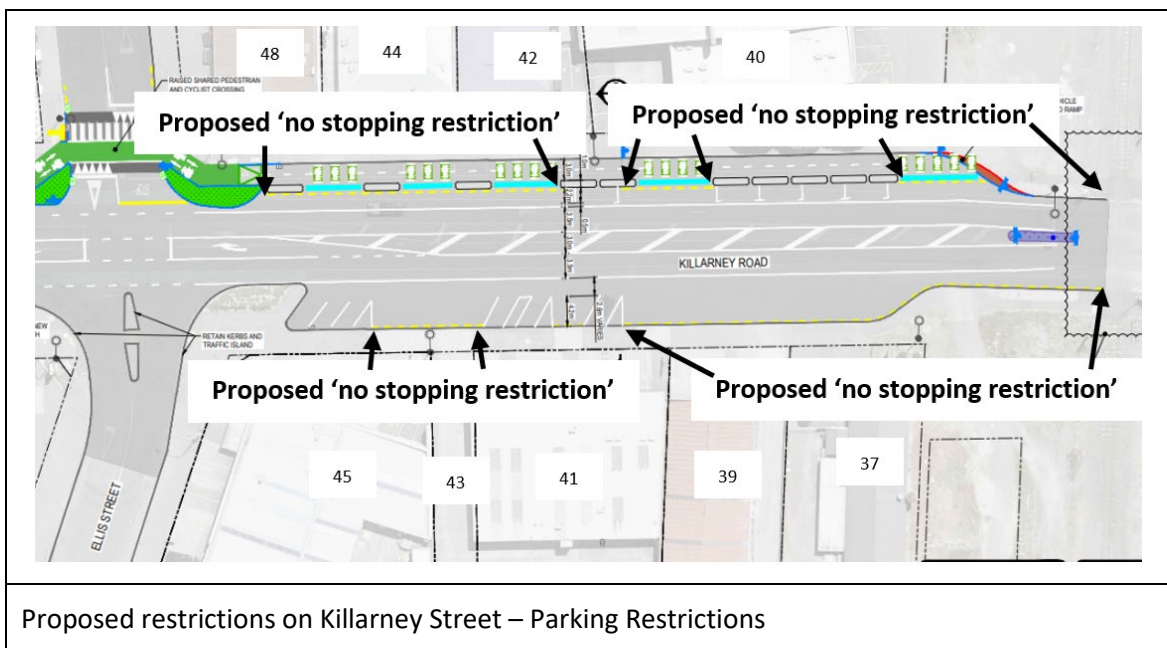 48
44
42
40
RAISED SHARED PEDESTRIAN
AND CYCLIST CROSSING
Proposed ‘no stopping restriction’
Proposed ‘no stopping restriction’
KILLARNEY ROAD
RETAIN KERBS AND
TRAFFIC ISLAND
ELLIS STREET
Proposed ‘no stopping restriction’
Proposed ‘no stopping restriction’
45
43
41
39
37
Proposed restrictions on Killarney Street – Parking Restrictions